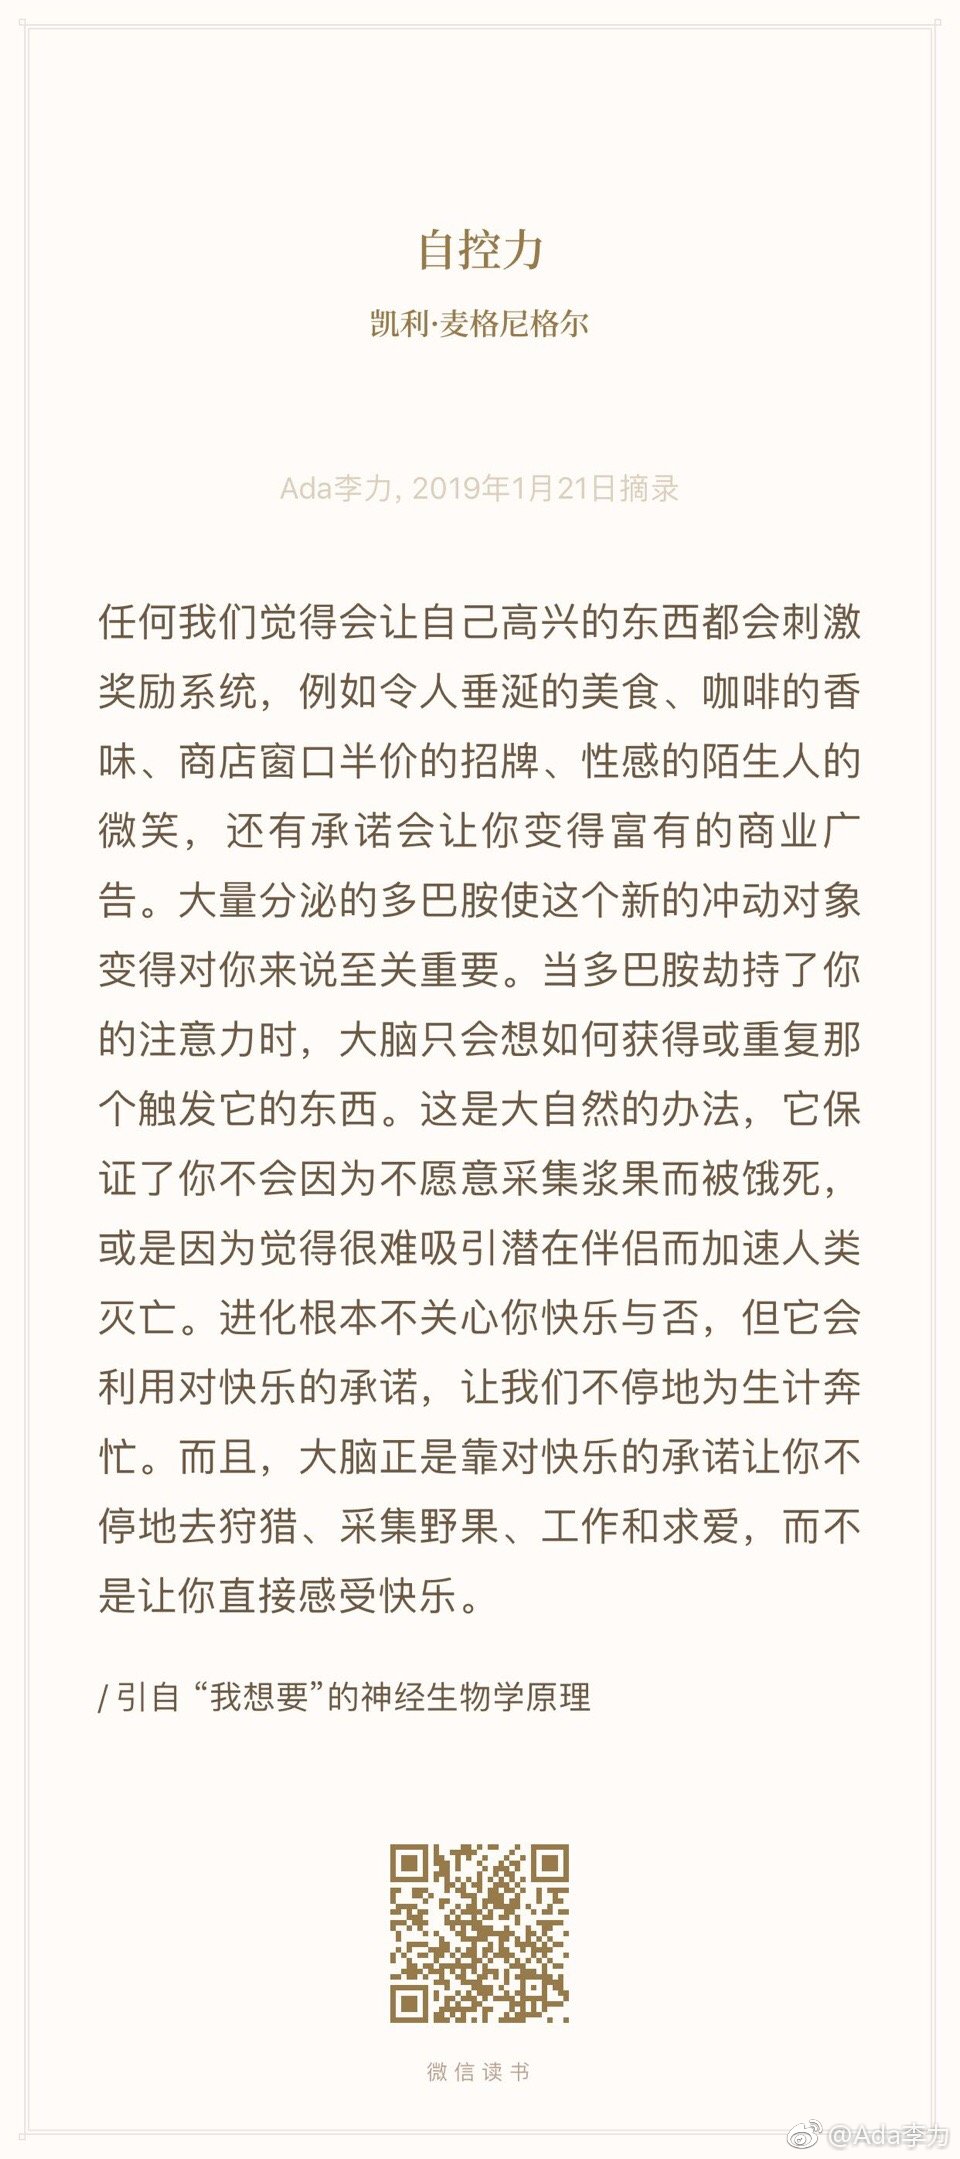 自控力
凯利·麦格尼格尔
Ada李力, 2019年1月21日摘录
任何我们觉得会让自己高兴的东西都会刺激
奖励系统，例如令人垂涎的美食、咖啡的香
味、商店窗口半价的招牌、性感的陌生人的
微笑，还有承诺会让你变得富有的商业广
告。大量分泌的多巴胺使这个新的冲动对象
变得对你来说至关重要。当多巴胺劫持了你
的注意力时，大脑只会想如何获得或重复那
个触发它的东西。这是大自然的办法，它保
证了你不会因为不愿意采集浆果而被饿死，
或是因为觉得很难吸引潜在伴侣而加速人类
灭亡。进化根本不关心你快乐与否，但它会
利用对快乐的承诺，让我们不停地为生计奔
忙。而且，大脑正是靠对快乐的承诺让你不
停地去狩猎、采集野果、工作和求爱，而不
是让你直接感受快乐。
/ 引自 “我想要”的神经生物学原理
微信读书
@Ada李力